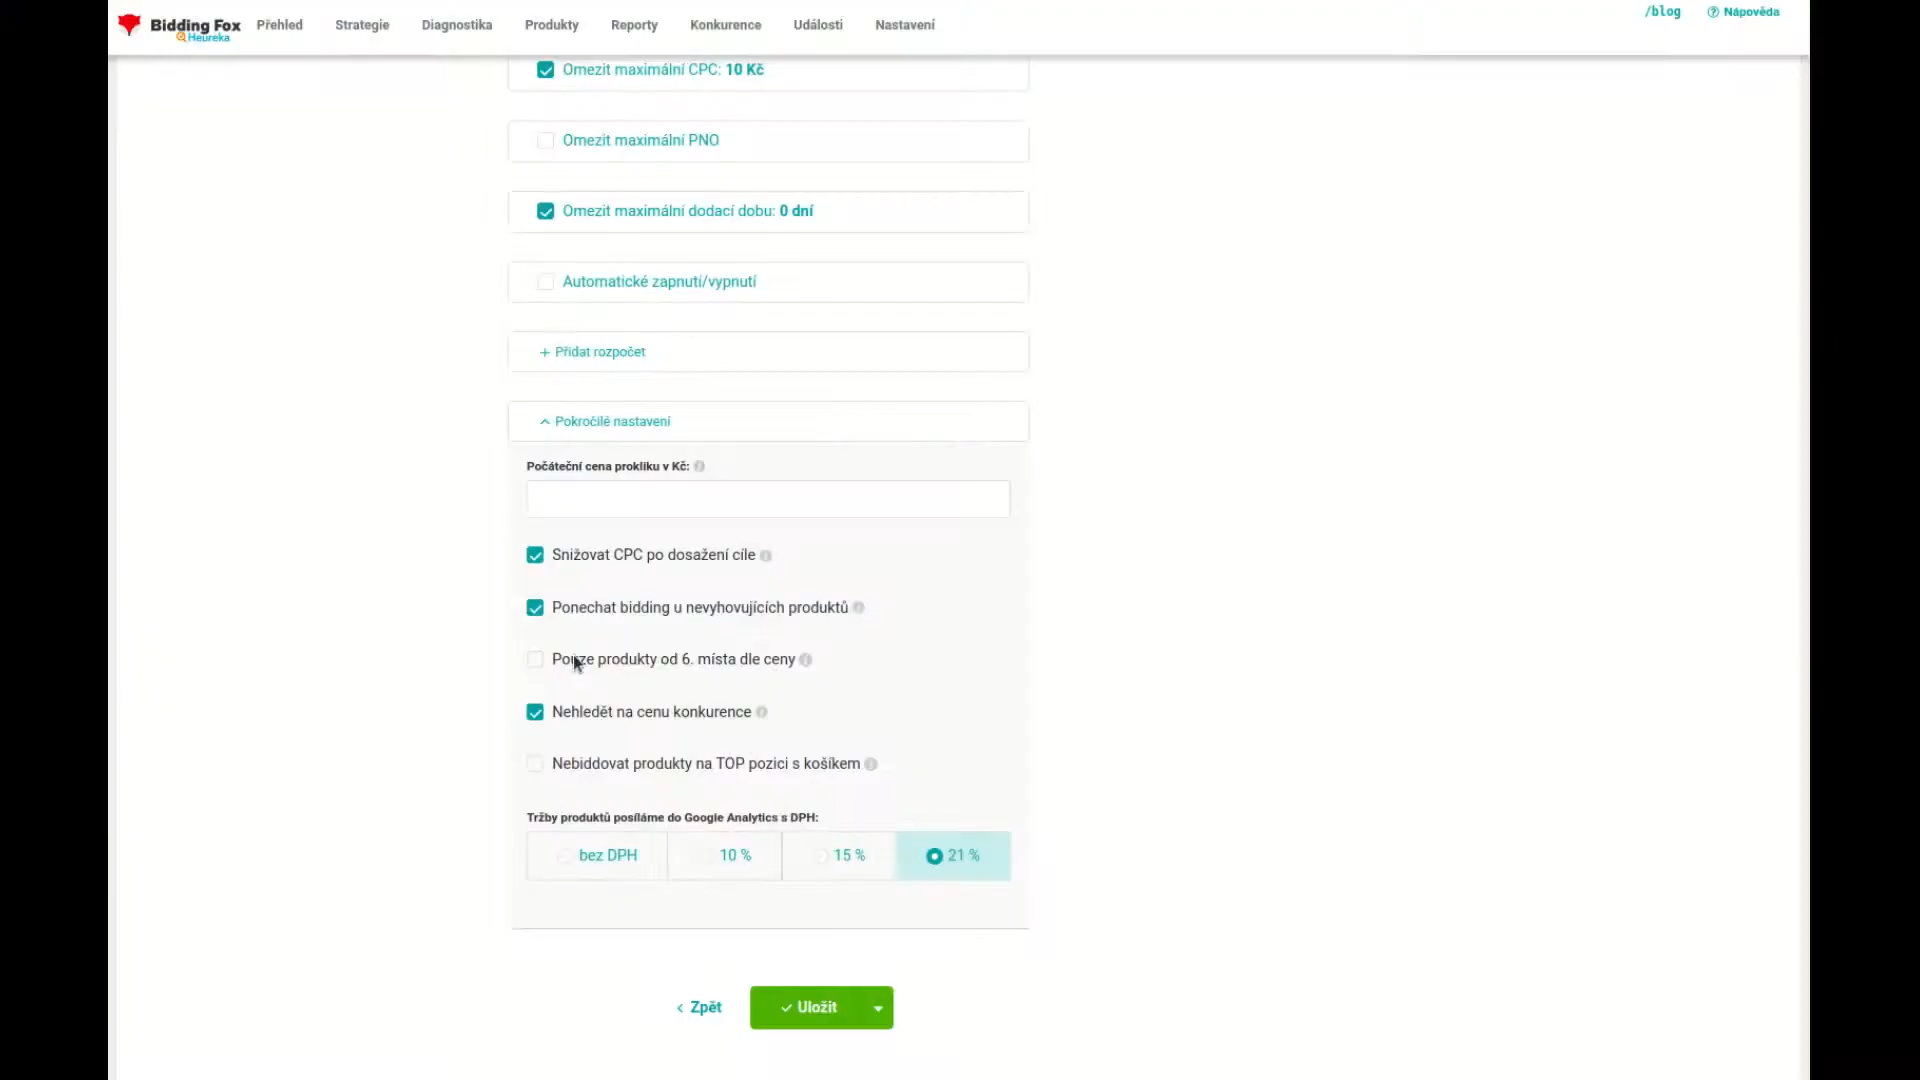 Bidding Fox
Heureka
Přehled
Strategie
Diagnostika
Produkty
Reporty
Konkurence
Události
Nastavení
/blog
Nápověda
Omezit maximální CPC: 10 Kč
Omezit maximální PNO
Omezit maximální dodací dobu: 0 dní
Automatické zapnutí/vypnutí
+ Přidat rozpočet
Pokročilé nastavení
Počáteční cena prokliku v Kč:
Snižovat CPC po dosažení cíle
Ponechat bidding u nevyhovujících produktů
Pouze produkty od 6. místa dle ceny
Nehledět na cenu konkurence
Nebiddovat produkty na TOP pozici s košíkem
Tržby produktů posíláme do Google Analytics s DPH:
bez DPH
10 %
15 %
21 %
‹ Zpět
Uložit